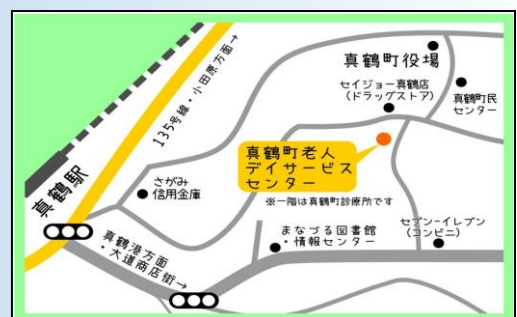 真鶴町役場
セイジョー真鶴店
(ドラッグストア)
真鶴町民
センター
135号線・小田原方面→
真鶴町老人
デイサービス
センター
※一階は真鶴町診療所です
さがみ
信用金庫
真鶴駅
真鶴港方面
・大道商店街→
まなづる図書館
・情報センター
セブン-イレブン
(コンビニ)